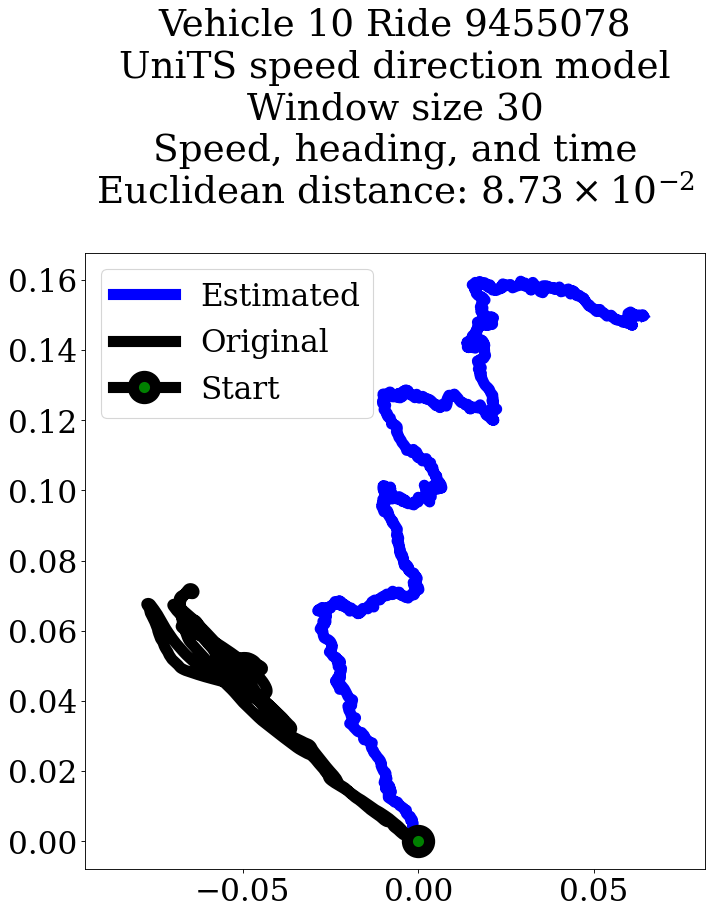 Vehicle 10 Ride 9455078
UniTS speed direction model
Window size 30
Speed, heading, and time
Euclidean distance: 8.73 × 10⁻²
Estimated
Original
Start
0.16
0.14
0.12
0.10
0.08
0.06
0.04
0.02
0.00
−0.05 0.00 0.05